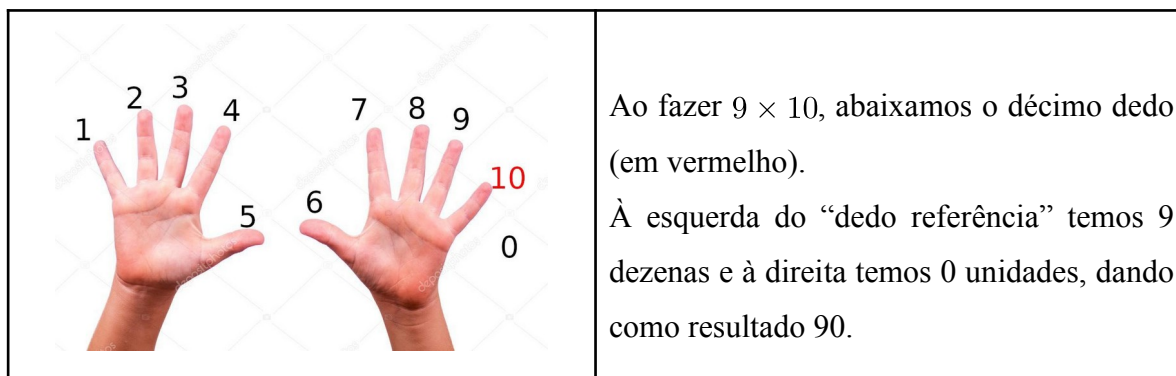 1
2
3
4
5
6
7
8
9
10
0
Ao fazer 9 × 10, abaixamos o décimo dedo
(em vermelho).
À esquerda do “dedo referência” temos 9
dezenas e à direita temos 0 unidades, dando
como resultado 90.